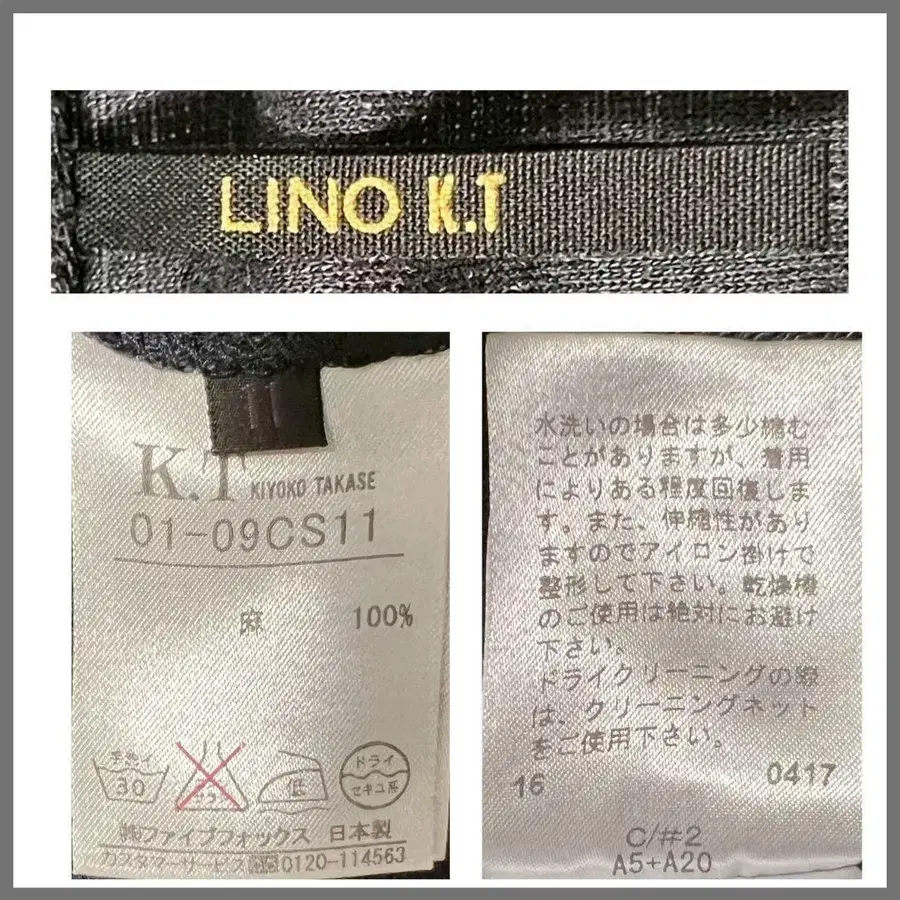 LINO K.T
11
K.T KIYOKO TAKASE
01-09CS11
麻 100%
手洗イ
30
低
ドライ
セキユ系
㈱ファイブフォックス 日本製
カスタマーサービス 0120-114563
水洗いの場合は多少縮む
ことがありますが、着用
によりある程度回復しま
す。また、伸縮性があり
ますのでアイロン掛けで
整形して下さい。乾燥機
のご使用は絶対にお避け
下さい。
ドライクリーニングの際
は、クリーニングネット
をご使用下さい。
16 0417
C/#2
A5+A20